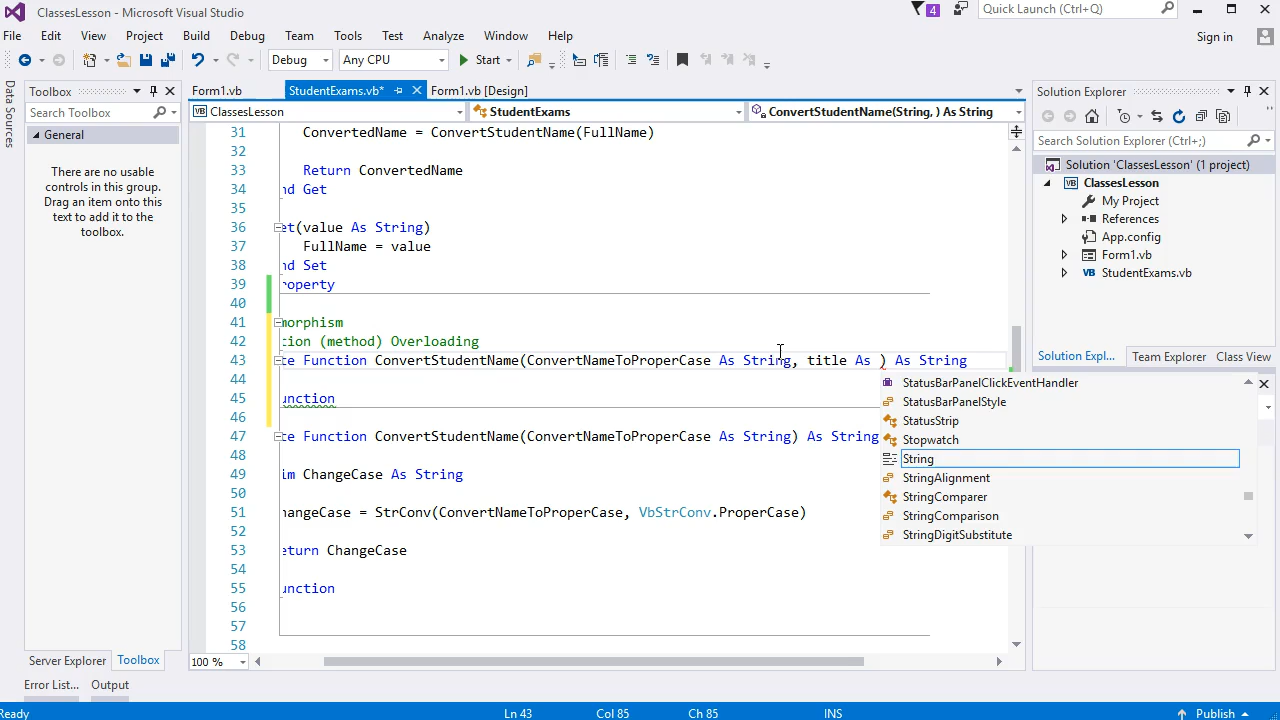 ClassesLesson - Microsoft Visual Studio
4
Quick Launch (Ctrl+Q)
File Edit View Project Build Debug Team Tools Test Analyze Window Help
Sign in
Debug Any CPU Start
Data Sources
Toolbox
Search Toolbox
General
There are no usable
controls in this group.
Drag an item onto this
text to add it to the
toolbox.
Server Explorer Toolbox
Form1.vb StudentExams.vb* Form1.vb [Design]
ClassesLesson StudentExams ConvertStudentName(String, ) As String
31 ConvertedName = ConvertStudentName(FullName)
32
33 Return ConvertedName
34 nd Get
35
36 et(value As String)
37 FullName = value
38 nd Set
39 roperty
40
41 morphism
42 tion (method) Overloading
43 te Function ConvertStudentName(ConvertNameToProperCase As String, title As ) As String
44
45 unction
46
47 te Function ConvertStudentName(ConvertNameToProperCase As String) As String
48
49 im ChangeCase As String
50
51 hangeCase = StrConv(ConvertNameToProperCase, VbStrConv.ProperCase)
52
53 eturn ChangeCase
54
55 unction
56
57
58
StatusBarPanelClickEventHandler
StatusBarPanelStyle
StatusStrip
Stopwatch
String
StringAlignment
StringComparer
StringComparison
StringDigitSubstitute
100 %
Solution Explorer
Search Solution Explorer (Ctrl+;)
Solution 'ClassesLesson' (1 project)
ClassesLesson
My Project
References
App.config
Form1.vb
StudentExams.vb
Solution Expl... Team Explorer Class View
Error List... Output
Ready Ln 43 Col 85 Ch 85 INS Publish